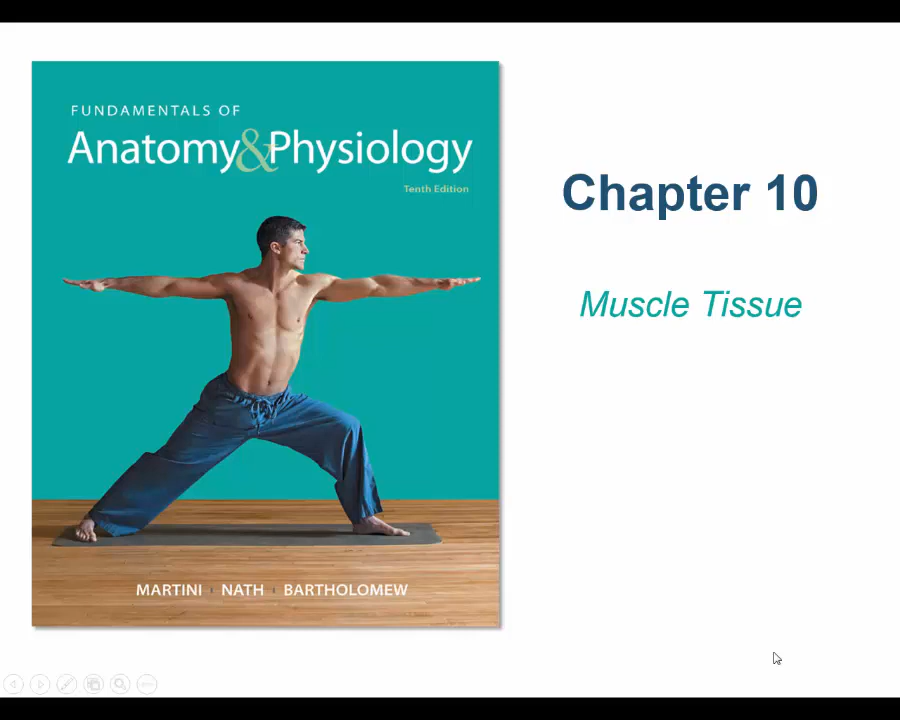 FUNDAMENTALS OF
Anatomy & Physiology
Tenth Edition
MARTINI NATH BARTHOLOMEW
Chapter 10
Muscle Tissue